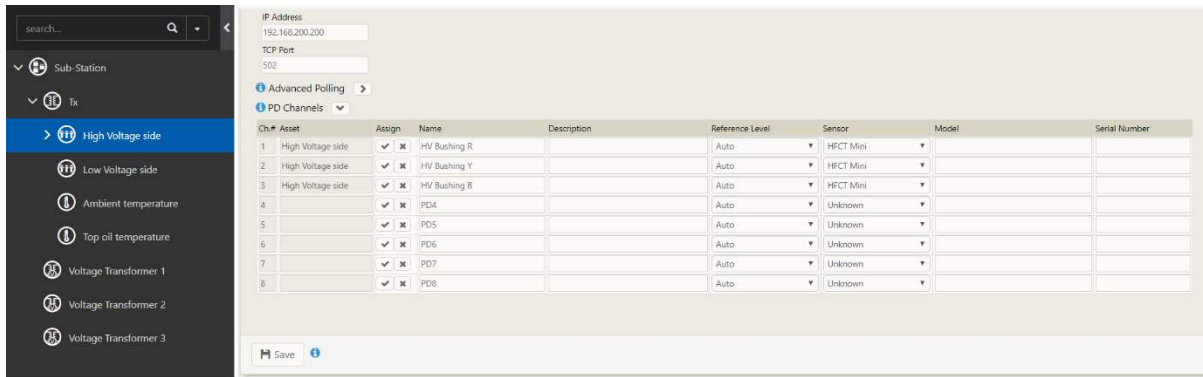 search...
Sub-Station
Tx
High Voltage side
Low Voltage side
Ambient temperature
Top oil temperature
Voltage Transformer 1
Voltage Transformer 2
Voltage Transformer 3
IP Address
192.168.200.200
TCP Port
502
Advanced Polling
PD Channels
Ch.# Asset Assign Name Description Reference Level Sensor Model Serial Number
1 High Voltage side HV Bushing R Auto HFCT Mini
2 High Voltage side HV Bushing Y Auto HFCT Mini
3 High Voltage side HV Bushing B Auto HFCT Mini
4 PD4 Auto Unknown
5 PD5 Auto Unknown
6 PD6 Auto Unknown
7 PD7 Auto Unknown
8 PD8 Auto Unknown
Save